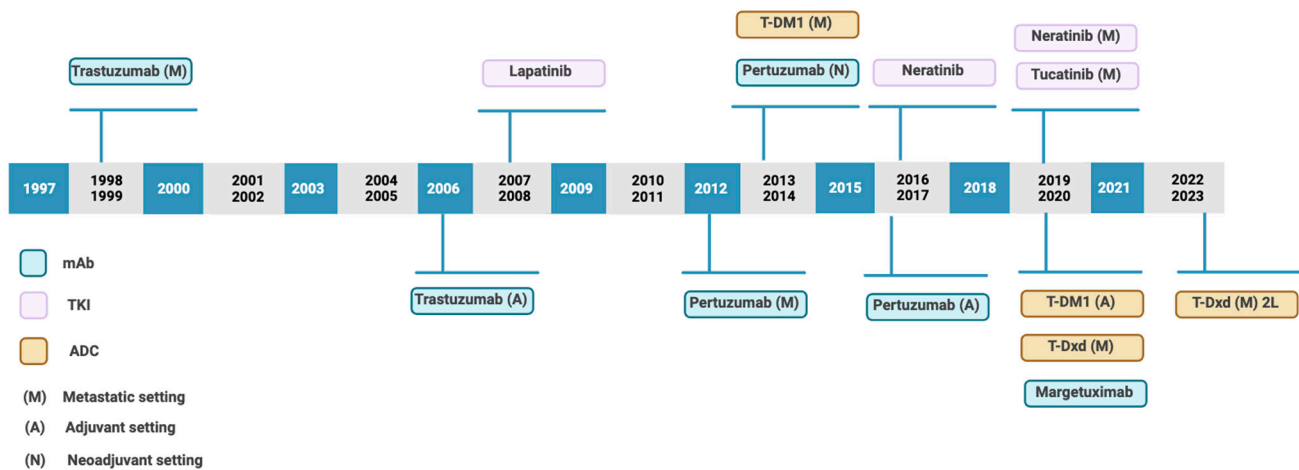 T-DM1 (M)
Neratinib (M)
Trastuzumab (M)
Lapatinib
Pertuzumab (N)
Neratinib
Tucatinib (M)
1997
1998
1999
2000
2001
2002
2003
2004
2005
2006
2007
2008
2009
2010
2011
2012
2013
2014
2015
2016
2017
2018
2019
2020
2021
2022
2023
mAb
TKI
ADC
(M) Metastatic setting
(A) Adjuvant setting
(N) Neoadjuvant setting
Trastuzumab (A)
Pertuzumab (M)
Pertuzumab (A)
T-DM1 (A)
T-Dxd (M)
Margetuximab
T-Dxd (M) 2L